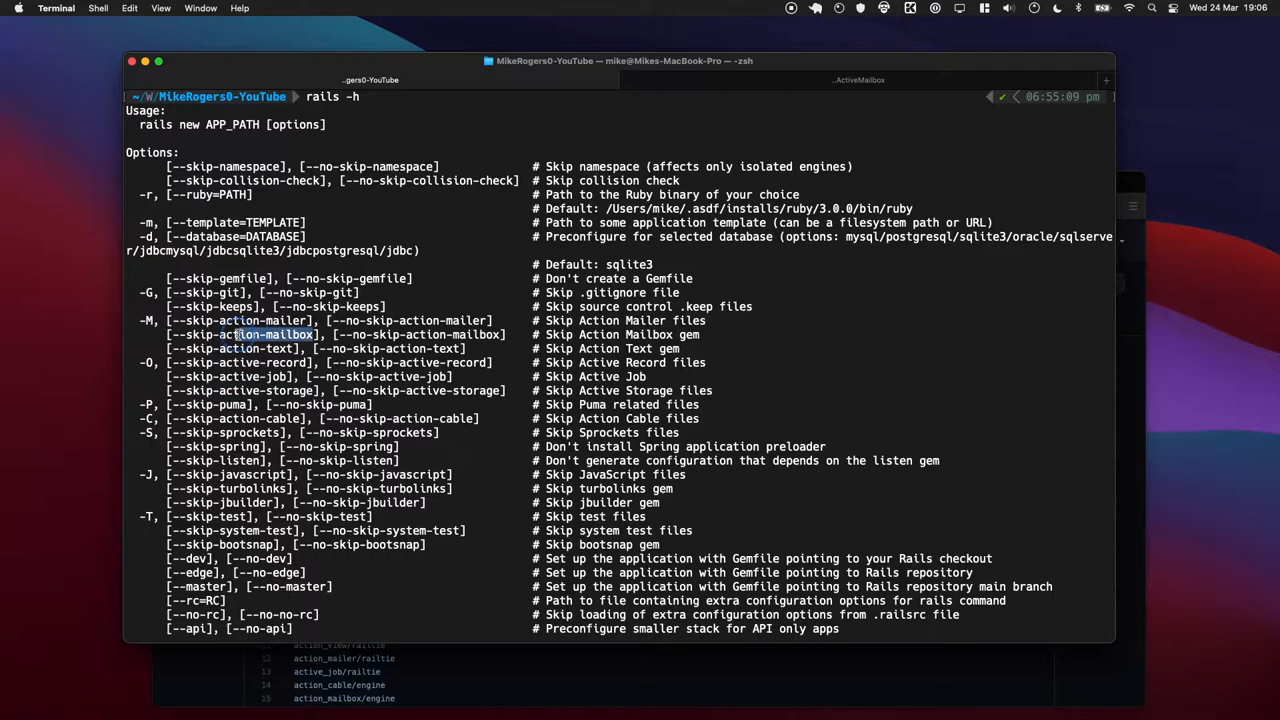 Terminal Shell Edit View Window Help Wed 24 Mar 19:06
MikeRogers0-YouTube — mike@Mikes-MacBook-Pro — -zsh
..gers0-YouTube ..ActiveMailbox +
~/W/MikeRogers0-YouTube rails -h ✔ 06:55:09 pm
Usage:
rails new APP_PATH [options]
Options:
[--skip-namespace], [--no-skip-namespace] # Skip namespace (affects only isolated engines)
[--skip-collision-check], [--no-skip-collision-check] # Skip collision check
-r, [--ruby=PATH] # Path to the Ruby binary of your choice
# Default: /Users/mike/.asdf/installs/ruby/3.0.0/bin/ruby
-m, [--template=TEMPLATE] # Path to some application template (can be a filesystem path or URL)
-d, [--database=DATABASE] # Preconfigure for selected database (options: mysql/postgresql/sqlite3/oracle/sqlserve
r/jdbcmysql/jdbcsqlite3/jdbcpostgresql/jdbc)
# Default: sqlite3
[--skip-gemfile], [--no-skip-gemfile] # Don't create a Gemfile
-G, [--skip-git], [--no-skip-git] # Skip .gitignore file
[--skip-keeps], [--no-skip-keeps] # Skip source control .keep files
-M, [--skip-action-mailer], [--no-skip-action-mailer] # Skip Action Mailer files
[--skip-action-mailbox], [--no-skip-action-mailbox] # Skip Action Mailbox gem
[--skip-action-text], [--no-skip-action-text] # Skip Action Text gem
-O, [--skip-active-record], [--no-skip-active-record] # Skip Active Record files
[--skip-active-job], [--no-skip-active-job] # Skip Active Job
[--skip-active-storage], [--no-skip-active-storage] # Skip Active Storage files
-P, [--skip-puma], [--no-skip-puma] # Skip Puma related files
-C, [--skip-action-cable], [--no-skip-action-cable] # Skip Action Cable files
-S, [--skip-sprockets], [--no-skip-sprockets] # Skip Sprockets files
[--skip-spring], [--no-skip-spring] # Don't install Spring application preloader
[--skip-listen], [--no-skip-listen] # Don't generate configuration that depends on the listen gem
-J, [--skip-javascript], [--no-skip-javascript] # Skip JavaScript files
[--skip-turbolinks], [--no-skip-turbolinks] # Skip turbolinks gem
[--skip-jbuilder], [--no-skip-jbuilder] # Skip jbuilder gem
-T, [--skip-test], [--no-skip-test] # Skip test files
[--skip-system-test], [--no-skip-system-test] # Skip system test files
[--skip-bootsnap], [--no-skip-bootsnap] # Skip bootsnap gem
[--dev], [--no-dev] # Set up the application with Gemfile pointing to your Rails checkout
[--edge], [--no-edge] # Set up the application with Gemfile pointing to Rails repository
[--master], [--no-master] # Set up the application with Gemfile pointing to Rails repository main branch
[--rc=RC] # Path to file containing extra configuration options for rails command
[--no-rc], [--no-no-rc] # Skip loading of extra configuration options from .railsrc file
[--api], [--no-api] # Preconfigure smaller stack for API only apps
11 action_view/railtie
12 action_mailer/railtie
13 active_job/railtie
14 action_cable/engine
15 action_mailbox/engine